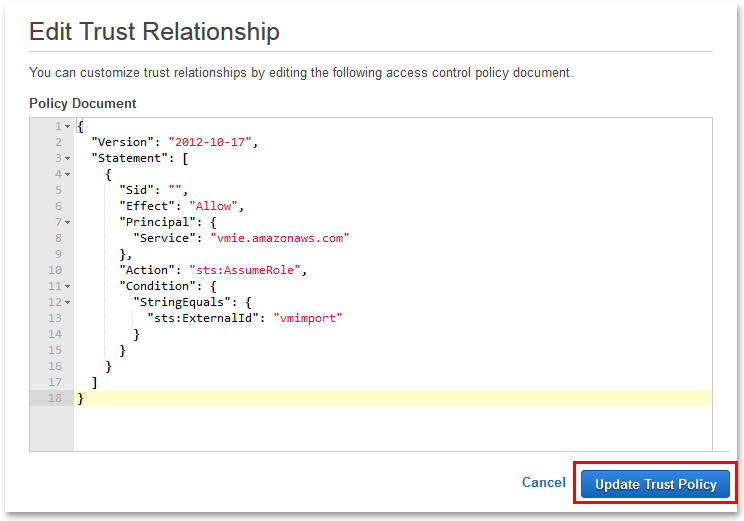 Edit Trust Relationship
You can customize trust relationships by editing the following access control policy document.
Policy Document
1 {
2   "Version": "2012-10-17",
3   "Statement": [
4     {
5       "Sid": "",
6       "Effect": "Allow",
7       "Principal": {
8         "Service": "vmie.amazonaws.com"
9       },
10       "Action": "sts:AssumeRole",
11       "Condition": {
12         "StringEquals": {
13           "sts:ExternalId": "vmimport"
14         }
15       }
16     }
17   ]
18 }
Cancel Update Trust Policy